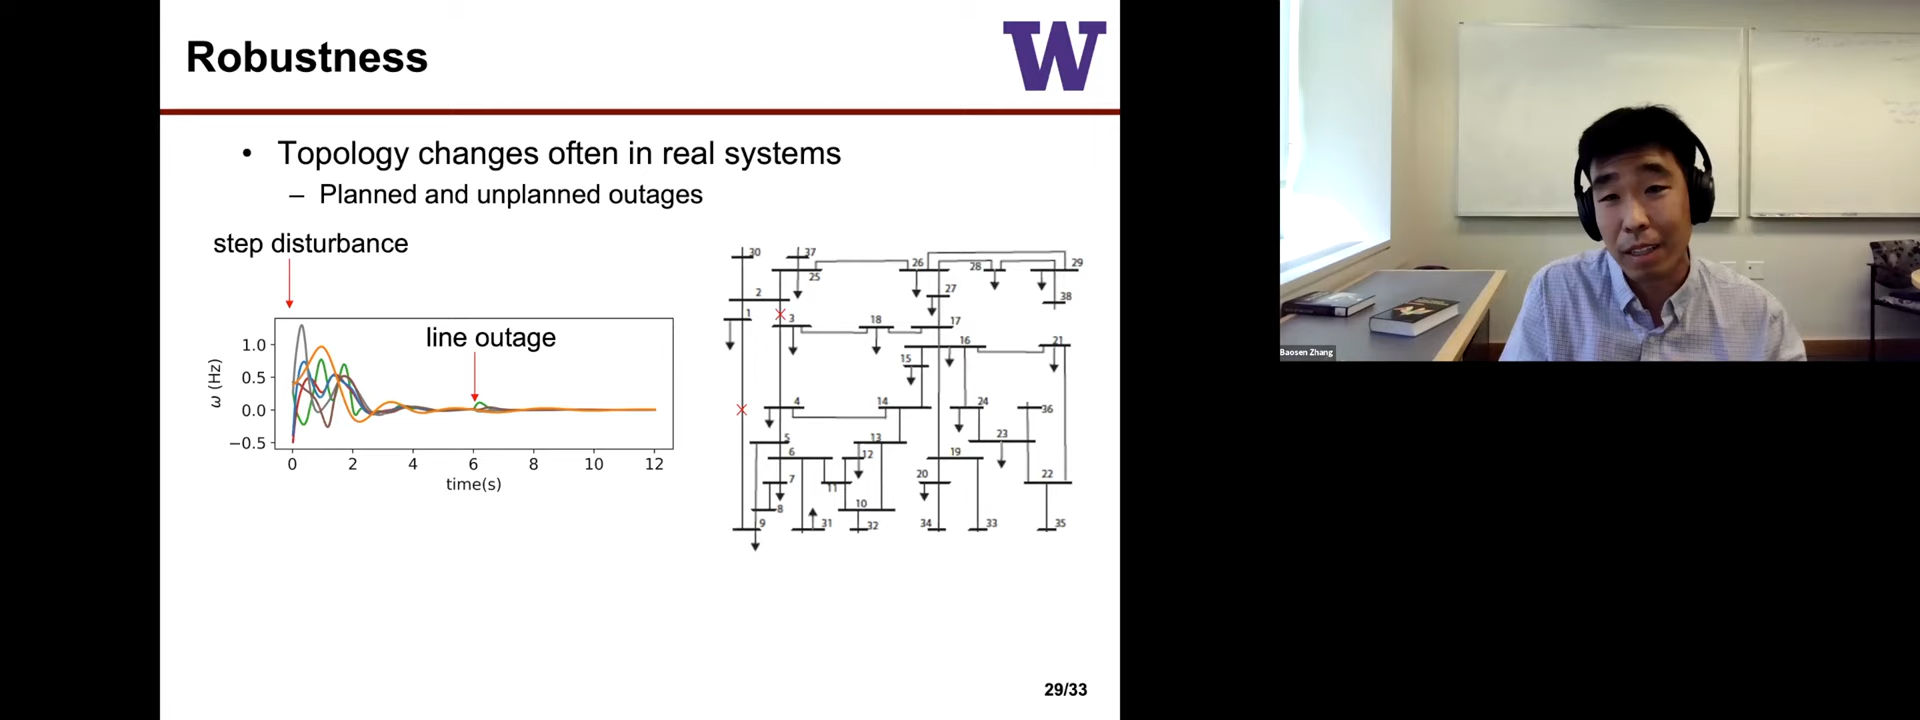 Robustness
W
• Topology changes often in real systems
– Planned and unplanned outages
step disturbance
line outage
1.0
0.5
0.0
−0.5
ω (Hz)
0 2 4 6 8 10 12
time(s)
30 37 26 28 29
25
2 27 38
1 3 18 17
16 21
15
4 14 24 36
5 13 23
6 12 19
7 11 20 22
8 10
9 31 32 34 33 35
29/33
Baosen Zhang